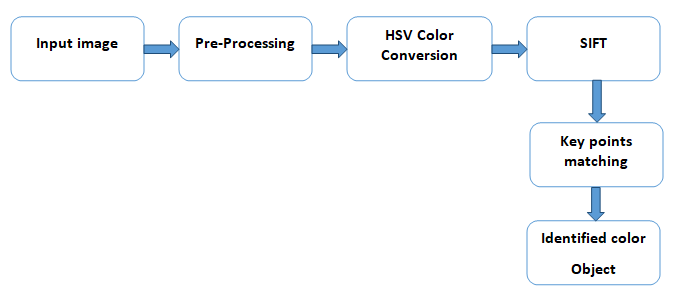 Input image
Pre-Processing
HSV Color
Conversion
SIFT
Key points
matching
Identified color
Object